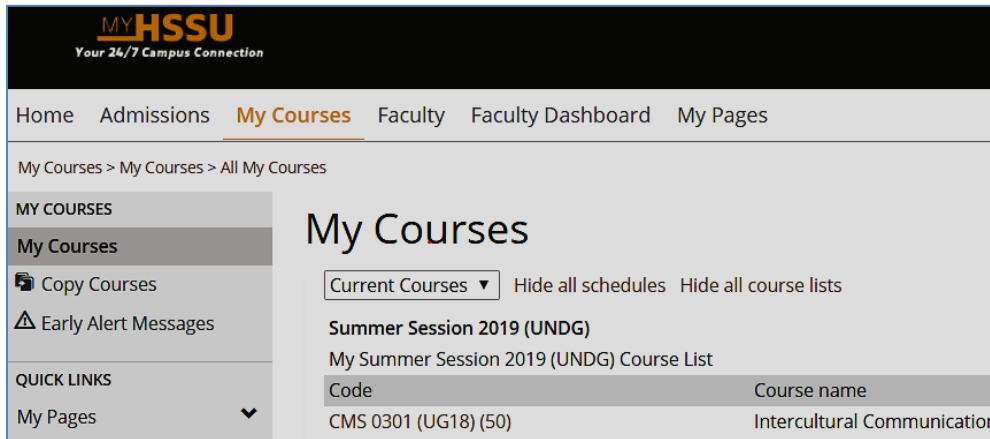 MYHSSU
Your 24/7 Campus Connection
Home Admissions My Courses Faculty Faculty Dashboard My Pages
My Courses > My Courses > All My Courses
MY COURSES
My Courses
Copy Courses
Early Alert Messages
QUICK LINKS
My Pages
My Courses
Current Courses ▼ Hide all schedules Hide all course lists
Summer Session 2019 (UNDG)
My Summer Session 2019 (UNDG) Course List
Code Course name
CMS 0301 (UG18) (50) Intercultural Communication